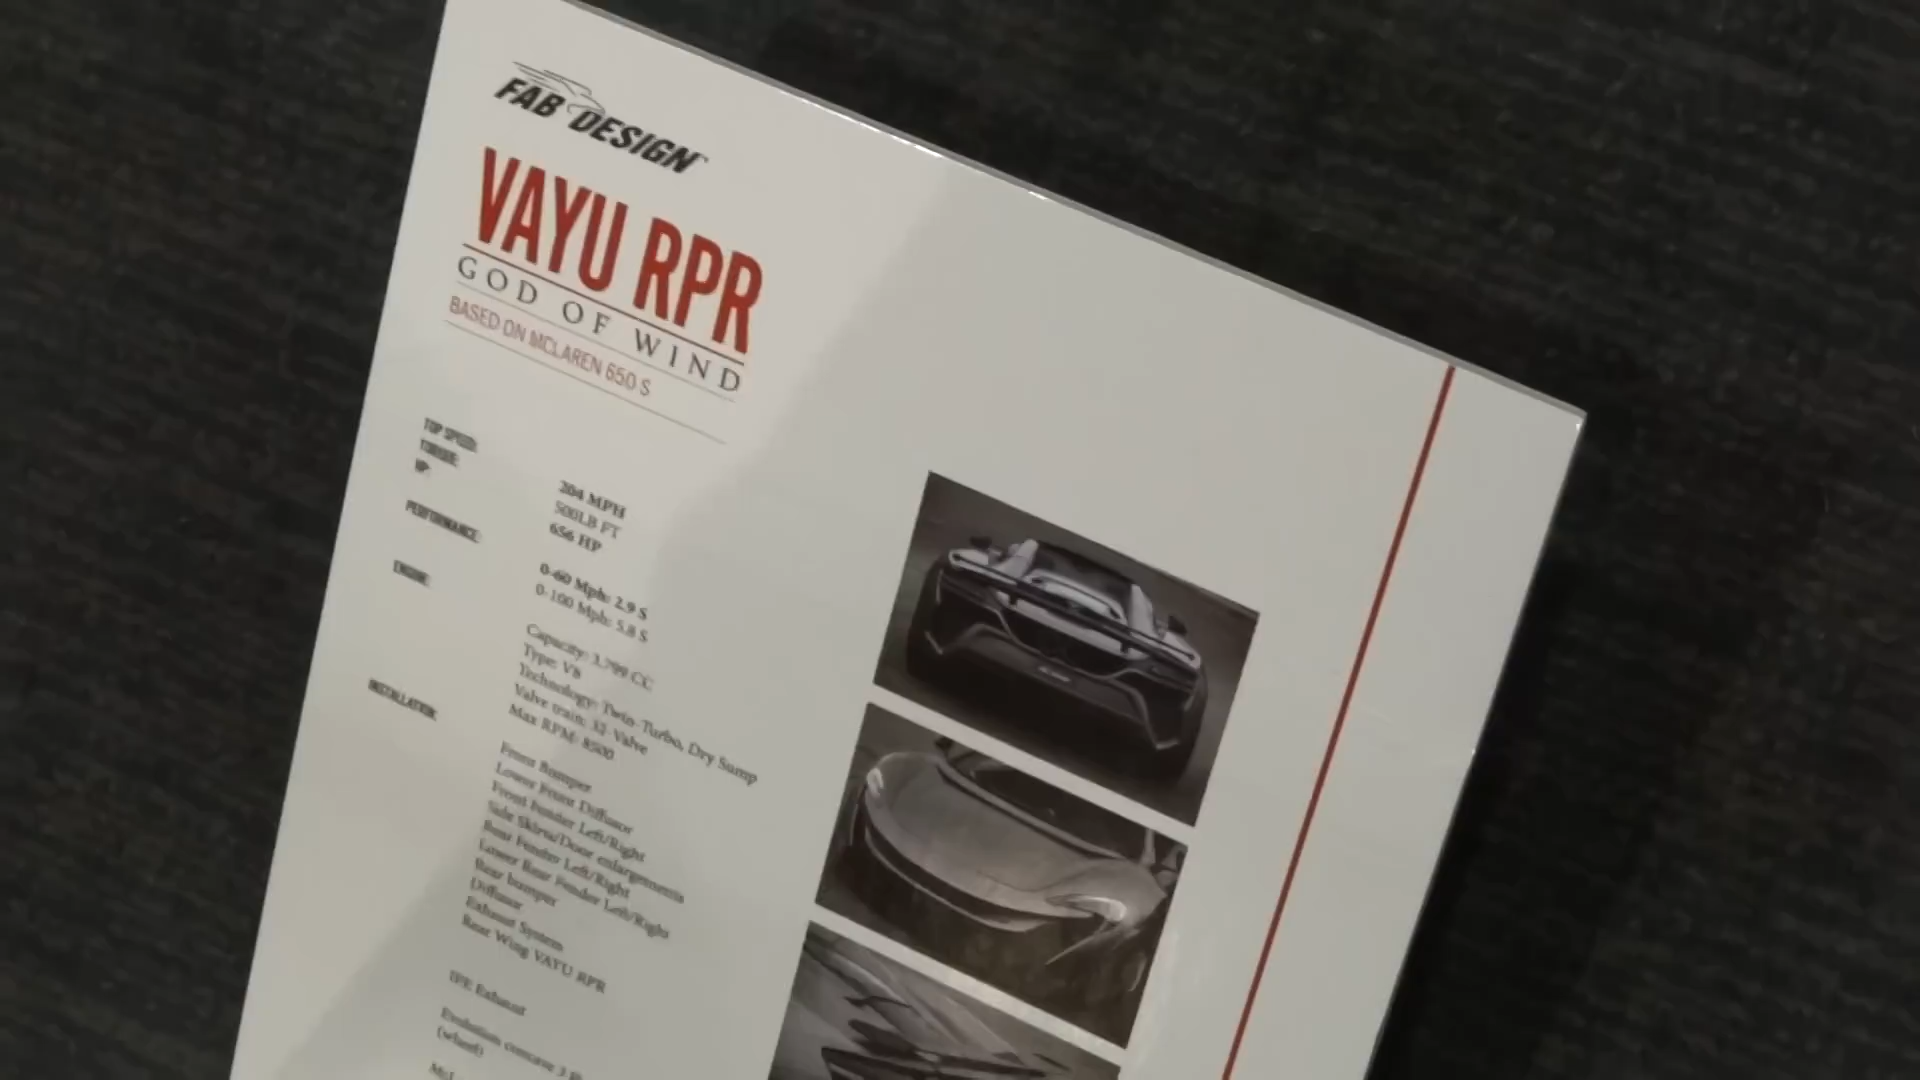 FAB DESIGN
VAYU RPR
GOD OF WIND
BASED ON MCLAREN 650 S
TOP SPEED:
TORQUE:
HP:
204 MPH
500LB FT
656 HP
PERFORMANCE:
0-60 Mph: 2.9 S
0-100 Mph: 5.8 S
ENGINE:
Capacity: 3.799 CC
Type: V8
Technology: Twin-Turbo, Dry Sump
Valve train: 32-Valve
Max RPM: 8500
INSTALLATION:
Front Bumper
Lower Front Diffusor
Front Fender Left/Right
Side Skirts/Door enlargements
Rear Fender Left/Right
Lower Rear Fender Left/Right
Rear bumper
Diffusor
Exhaust System
Rear Wing VAYU RPR
IPE Exhaust
Evolution concave 3
(wheel)